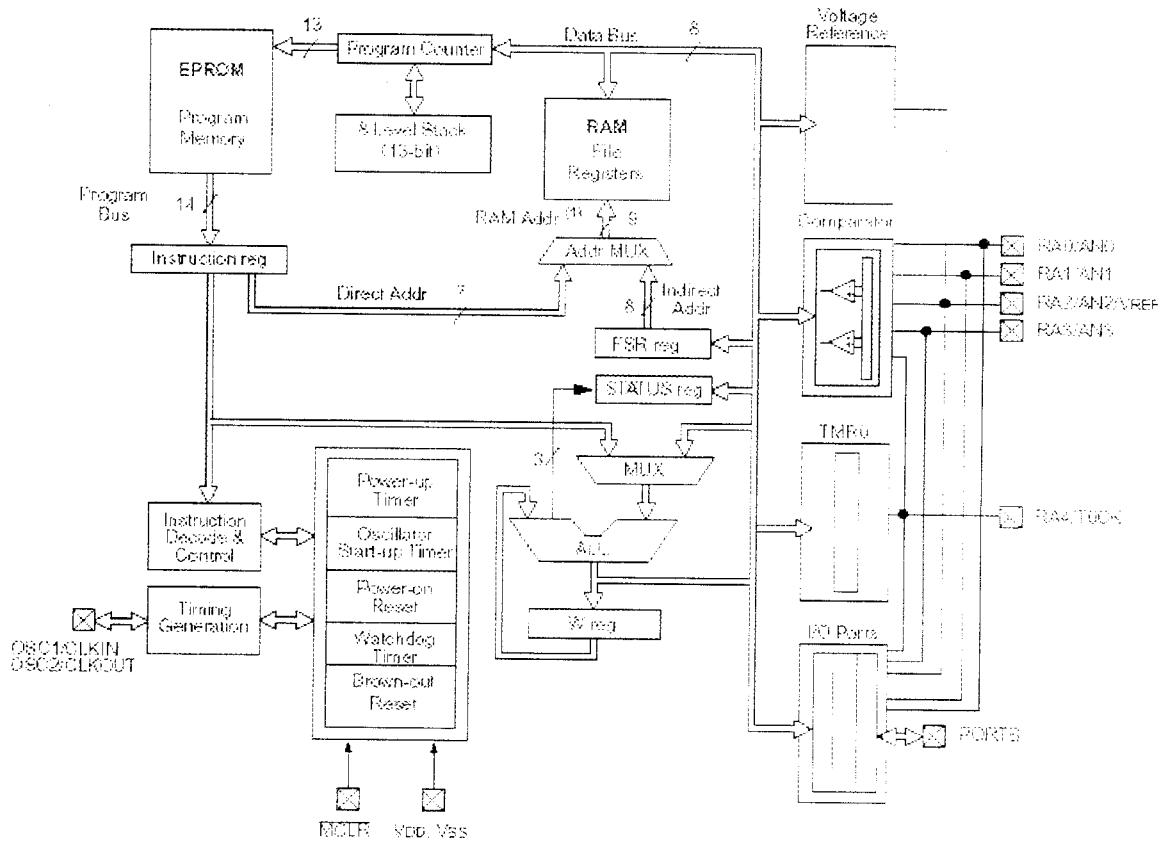 13
Data Bus
8
Voltage
Reference
EPROM
Program
Memory
Program Counter
8 Level Stack
(13-bit)
RAM
File
Registers
Program
Bus
14
RAM Addr (1)
9
Comparator
Instruction reg
Addr MUX
RA0/AN0
RA1/AN1
RA2/AN2/VREF
RA3/AN3
Direct Addr
7
8
Indirect
Addr
FSR reg
STATUS reg
TMR0
3
MUX
Power-up
Timer
Instruction
Decode &
Control
Oscillator
Start-up Timer
ALU
Power-on
Reset
Timing
Generation
W reg
Watchdog
Timer
I/O Ports
OSC1/CLKIN
OSC2/CLKOUT
Brown-out
Reset
PORTB
MCLR
VDD, VSS